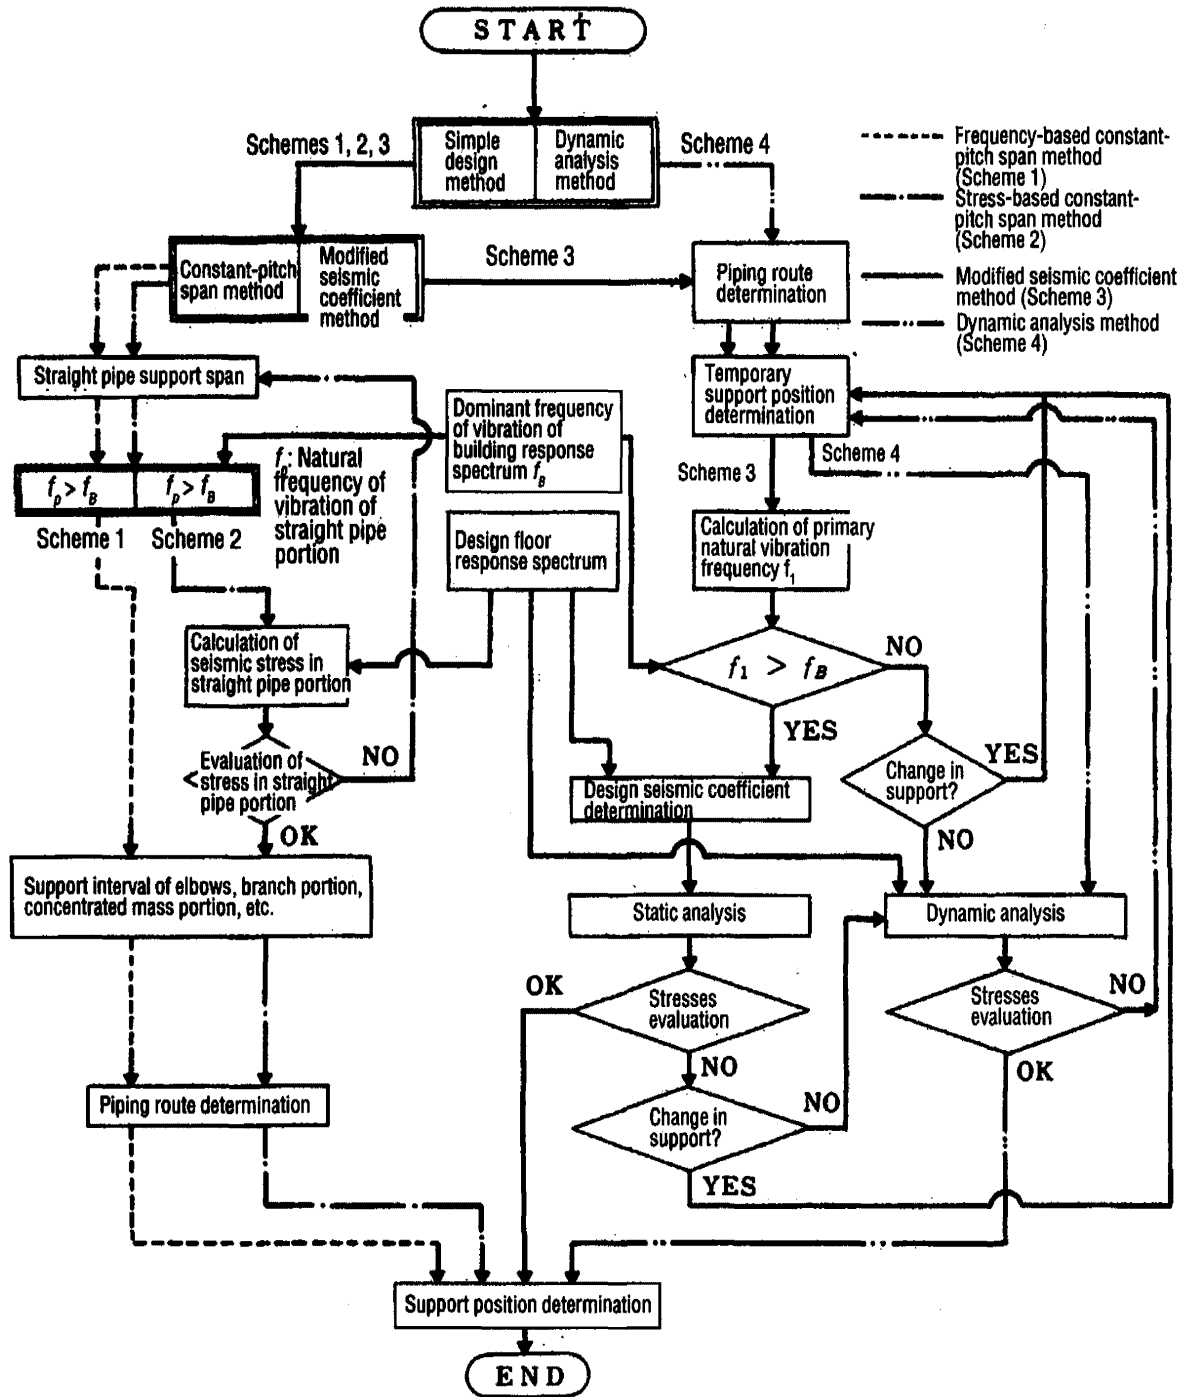 START
Schemes 1, 2, 3
Simple
design
method
Dynamic
analysis
method
Scheme 4
Frequency-based constant-
pitch span method
(Scheme 1)
Stress-based constant-
pitch span method
(Scheme 2)
Modified seismic coefficient
method (Scheme 3)
Dynamic analysis method
(Scheme 4)
Constant-pitch
span method
Modified
seismic
coefficient
method
Scheme 3
Piping route
determination
Straight pipe support span
Dominant frequency
of vibration of
building response
spectrum f_B
Temporary
support position
determination
Scheme 3
Scheme 4
f_p > f_B
f_p > f_B
f_p: Natural
frequency of
vibration of
straight pipe
portion
Scheme 1
Scheme 2
Design floor
response spectrum
Calculation of primary
natural vibration
frequency f_1
Calculation of
seismic stress in
straight pipe portion
f_1 > f_B
NO
YES
Evaluation of
stress in straight
pipe portion
NO
OK
Design seismic coefficient
determination
Change in
support?
YES
NO
Support interval of elbows, branch portion,
concentrated mass portion, etc.
Static analysis
Dynamic analysis
OK
Stresses
evaluation
NO
Stresses
evaluation
NO
OK
Piping route determination
Change in
support?
NO
YES
Support position determination
END